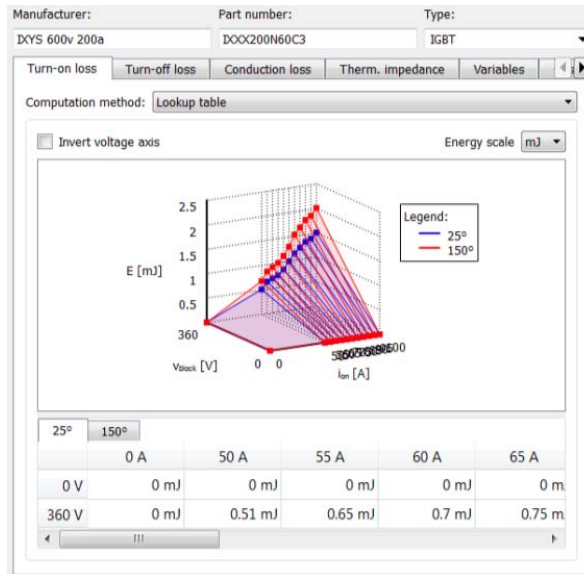 Manufacturer: Part number: Type:
IXYS 600v 200a IXXX200N60C3 IGBT
Turn-on loss Turn-off loss Conduction loss Therm. impedance Variables
Computation method: Lookup table
Invert voltage axis Energy scale mJ
2.5
2
1.5
1
0.5
E [mJ]
Legend:
25°
150°
360
Vblock [V]
0 0
ion [A]
25° 150°
0 A 50 A 55 A 60 A 65 A
0 V 0 mJ 0 mJ 0 mJ 0 mJ 0 m
360 V 0 mJ 0.51 mJ 0.65 mJ 0.7 mJ 0.75 m